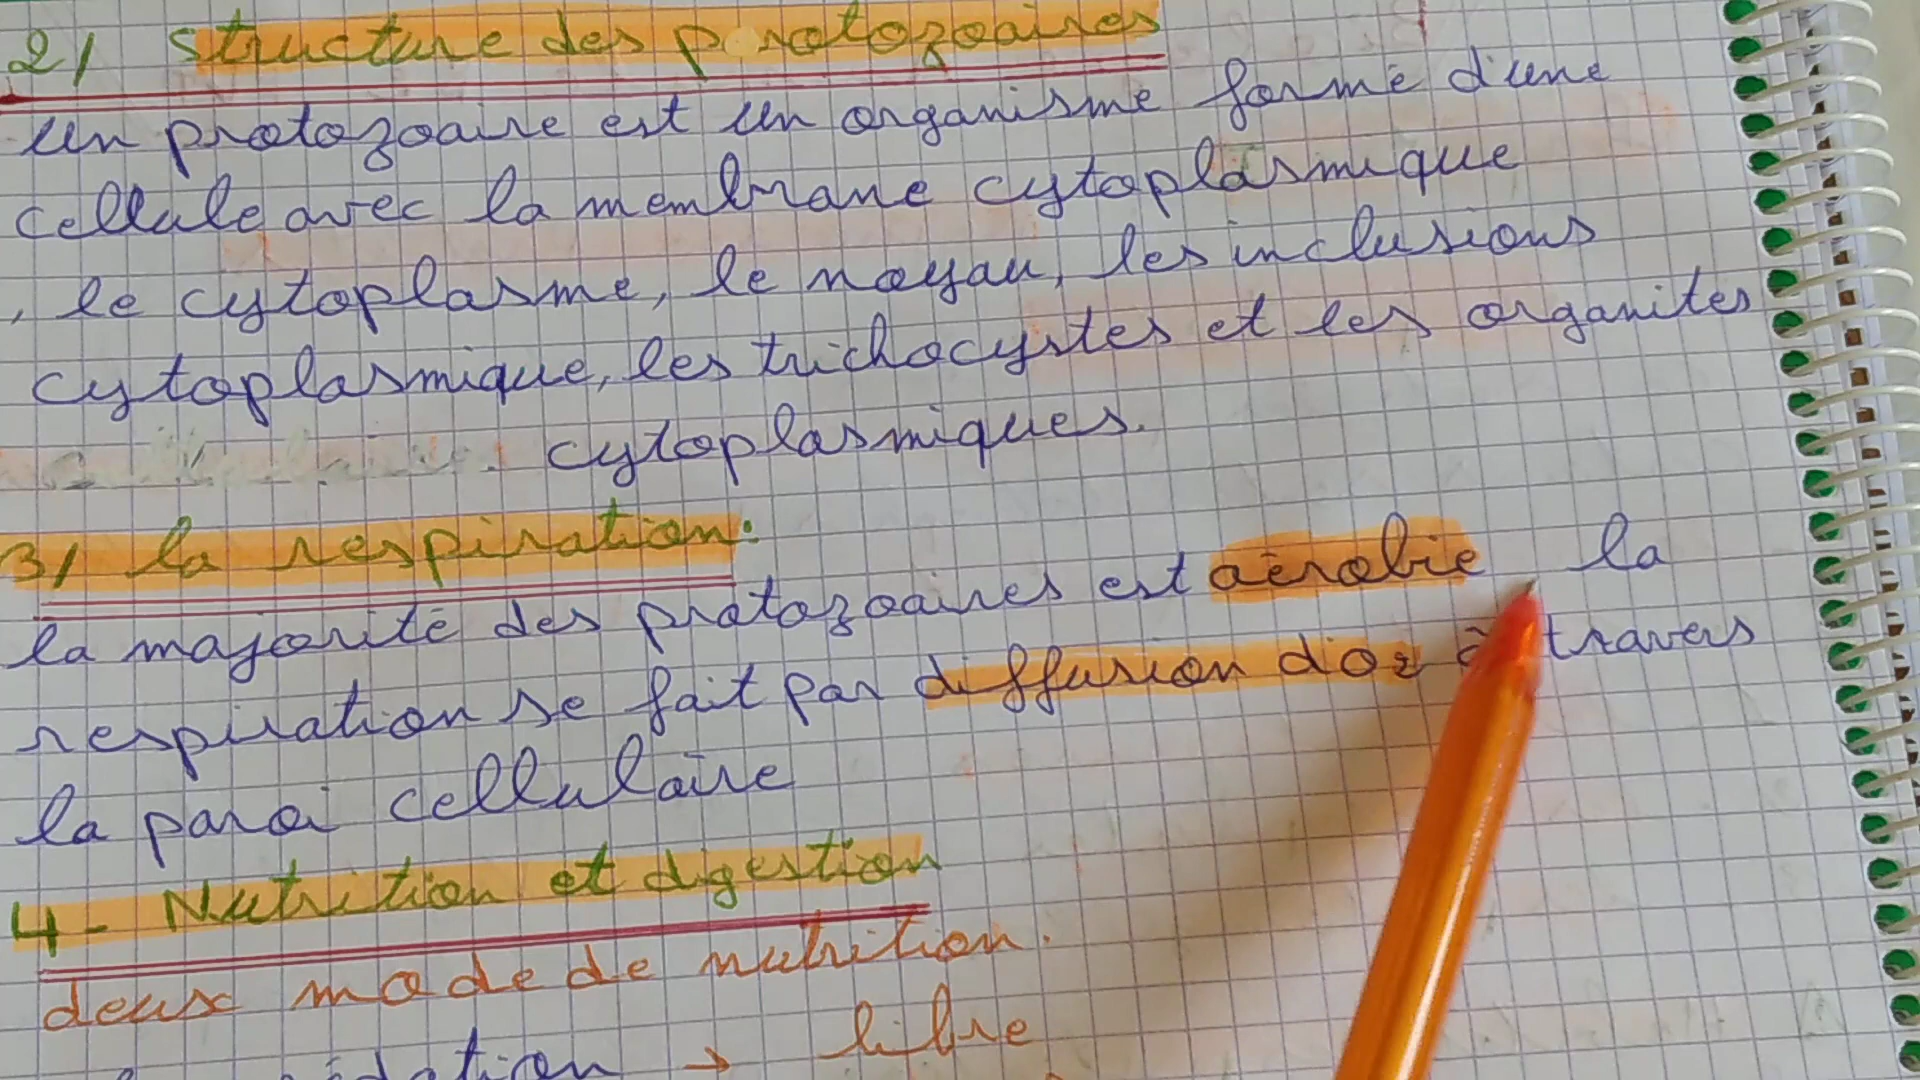 2/ structure des protozoaires
un protozoaire est un organisme formé d'une
cellule avec la membrane cytoplasmique
, le cytoplasme, le noyau, les inclusions
cytoplasmique, les trichocystes et les organites
cytoplasmiques.
3/ la respiration:
la majorité des protozoaires est aérobie la
respiration se fait par diffusion d'o2 à travers
la paroi cellulaire
4- Nutrition et digestion
deux mode de nutrition.
→ libre